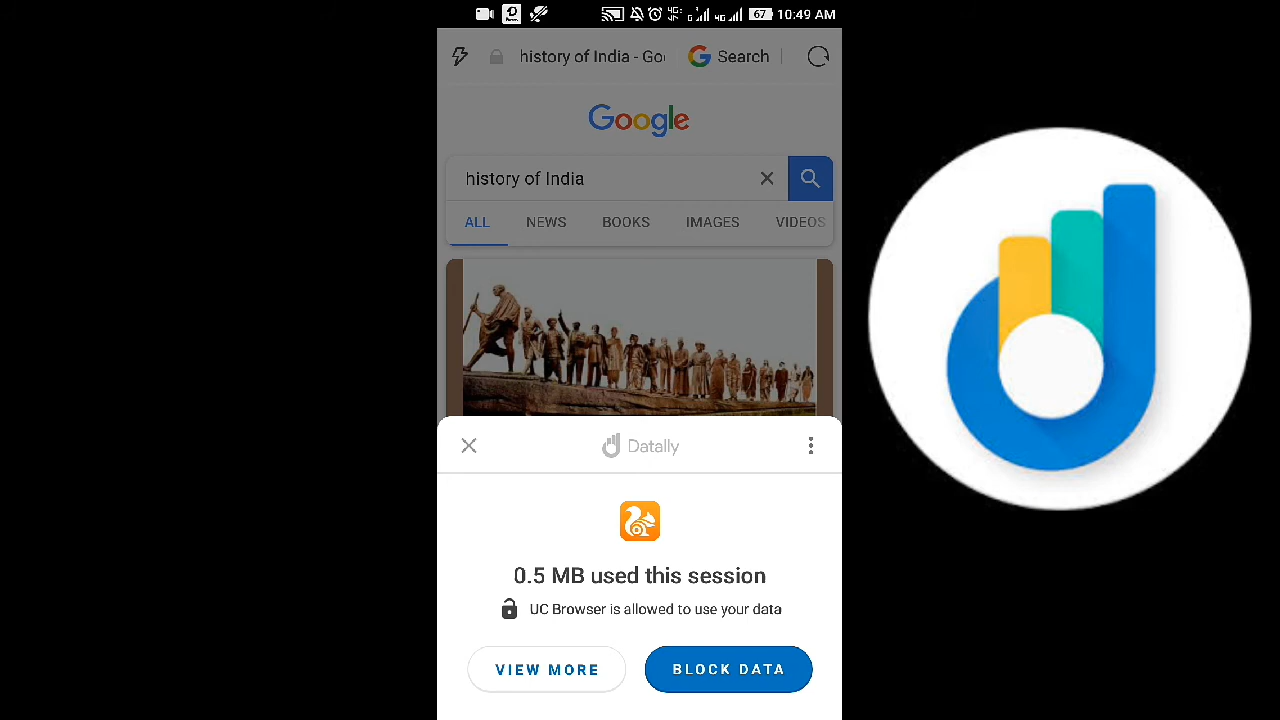 67 10:49 AM
history of India - Goo
Search
Google
history of India
ALL NEWS BOOKS IMAGES VIDEOS
Datally
0.5 MB used this session
UC Browser is allowed to use your data
VIEW MORE BLOCK DATA